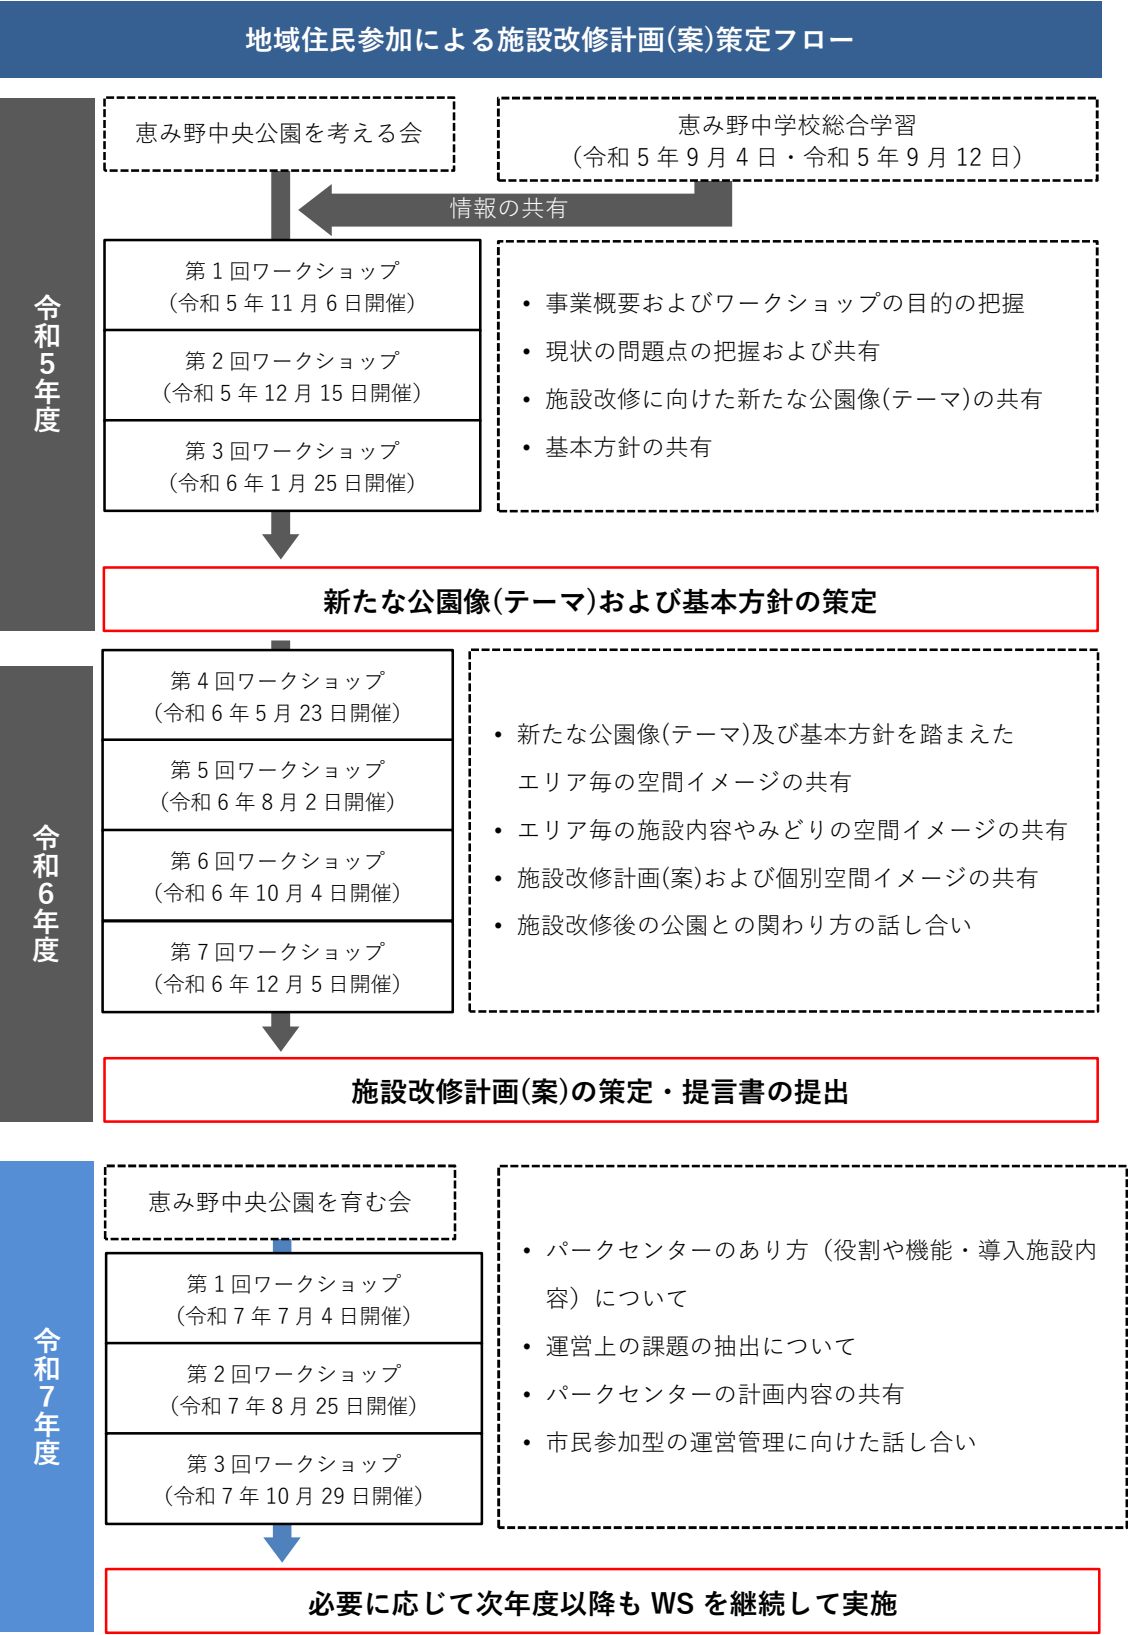 地域住民参加による施設改修計画(案)策定フロー
令和5年度
恵み野中央公園を考える会
恵み野中学校総合学習
（令和 5 年 9 月 4 日・令和 5 年 9 月 12 日）
情報の共有
第 1 回ワークショップ
（令和 5 年 11 月 6 日開催）
第 2 回ワークショップ
（令和 5 年 12 月 15 日開催）
第 3 回ワークショップ
（令和 6 年 1 月 25 日開催）
• 事業概要およびワークショップの目的の把握
• 現状の問題点の把握および共有
• 施設改修に向けた新たな公園像(テーマ)の共有
• 基本方針の共有
新たな公園像(テーマ)および基本方針の策定
令和6年度
第 4 回ワークショップ
（令和 6 年 5 月 23 日開催）
第 5 回ワークショップ
（令和 6 年 8 月 2 日開催）
第 6 回ワークショップ
（令和 6 年 10 月 4 日開催）
第 7 回ワークショップ
（令和 6 年 12 月 5 日開催）
• 新たな公園像(テーマ)及び基本方針を踏まえた
エリア毎の空間イメージの共有
• エリア毎の施設内容やみどりの空間イメージの共有
• 施設改修計画(案)および個別空間イメージの共有
• 施設改修後の公園との関わり方の話し合い
施設改修計画(案)の策定・提言書の提出
令和7年度
恵み野中央公園を育む会
第 1 回ワークショップ
（令和 7 年 7 月 4 日開催）
第 2 回ワークショップ
（令和 7 年 8 月 25 日開催）
第 3 回ワークショップ
（令和 7 年 10 月 29 日開催）
• パークセンターのあり方（役割や機能・導入施設内
容）について
• 運営上の課題の抽出について
• パークセンターの計画内容の共有
• 市民参加型の運営管理に向けた話し合い
必要に応じて次年度以降も WS を継続して実施